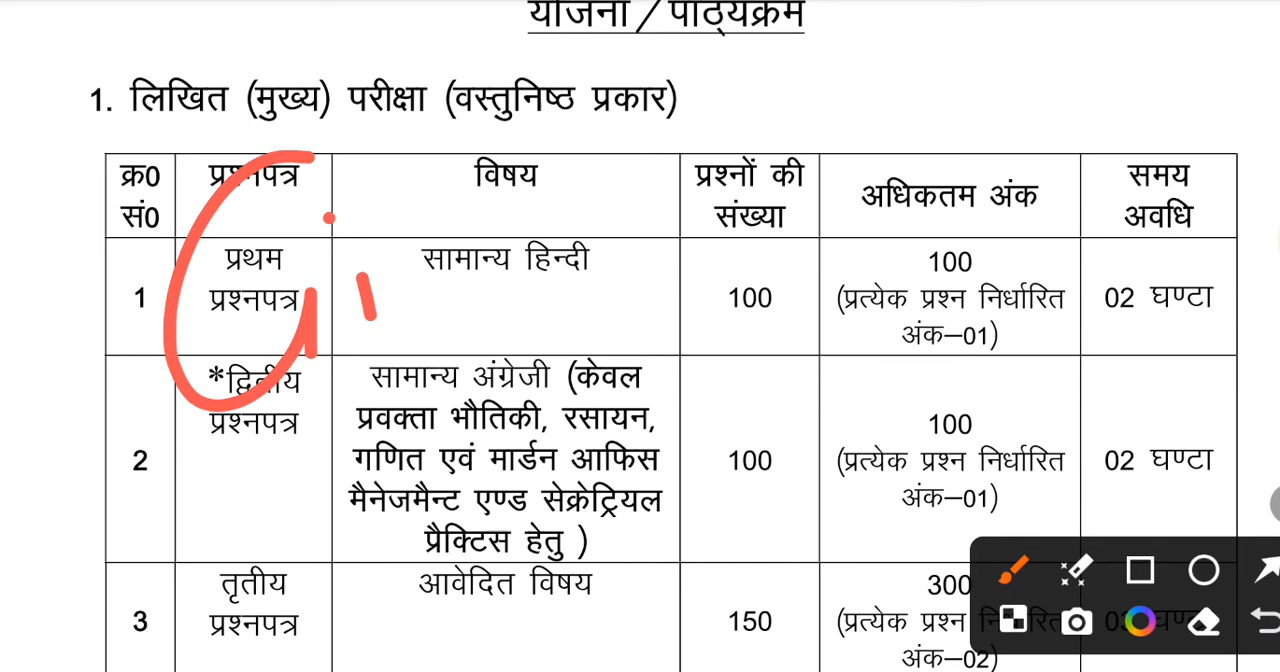 योजना/पाठ्यक्रम
1. लिखित (मुख्य) परीक्षा (वस्तुनिष्ठ प्रकार)
क्र0 सं0 प्रश्नपत्र विषय प्रश्नों की संख्या अधिकतम अंक समय अवधि
1 प्रथम प्रश्नपत्र सामान्य हिन्दी 100 100 (प्रत्येक प्रश्न निर्धारित अंक–01) 02 घण्टा
2 *द्वितीय प्रश्नपत्र सामान्य अंग्रेजी (केवल प्रवक्ता भौतिकी, रसायन, गणित एवं मार्डन आफिस मैनेजमैन्ट एण्ड सेक्रेट्रियल प्रैक्टिस हेतु ) 100 100 (प्रत्येक प्रश्न निर्धारित अंक–01) 02 घण्टा
3 तृतीय प्रश्नपत्र आवेदित विषय 150 300 (प्रत्येक प्रश्न निर्धारित अंक–02)